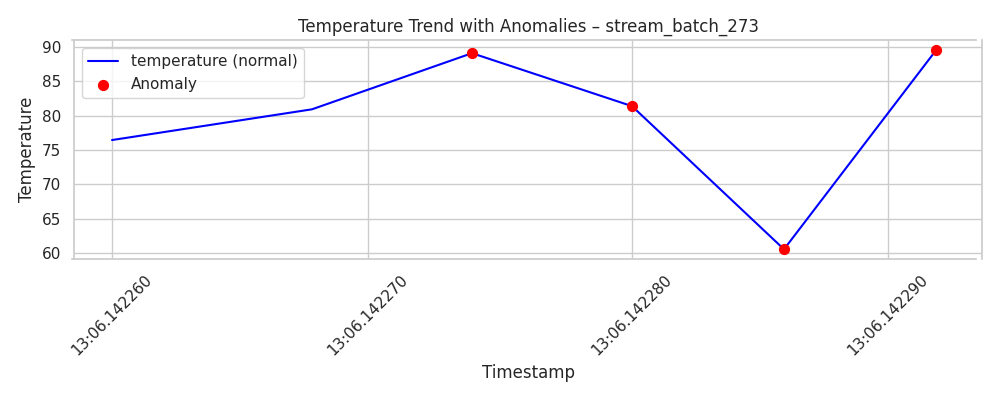 Temperature Trend with Anomalies – stream_batch_273
temperature (normal)
Anomaly
Temperature
90
85
80
75
70
65
60
13:06.142260
13:06.142270
13:06.142280
13:06.142290
Timestamp